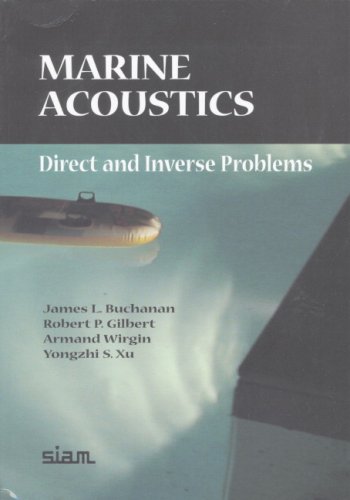 MARINE
ACOUSTICS
Direct and Inverse Problems
James L. Buchanan
Robert P. Gilbert
Armand Wirgin
Yongzhi S. Xu
siam